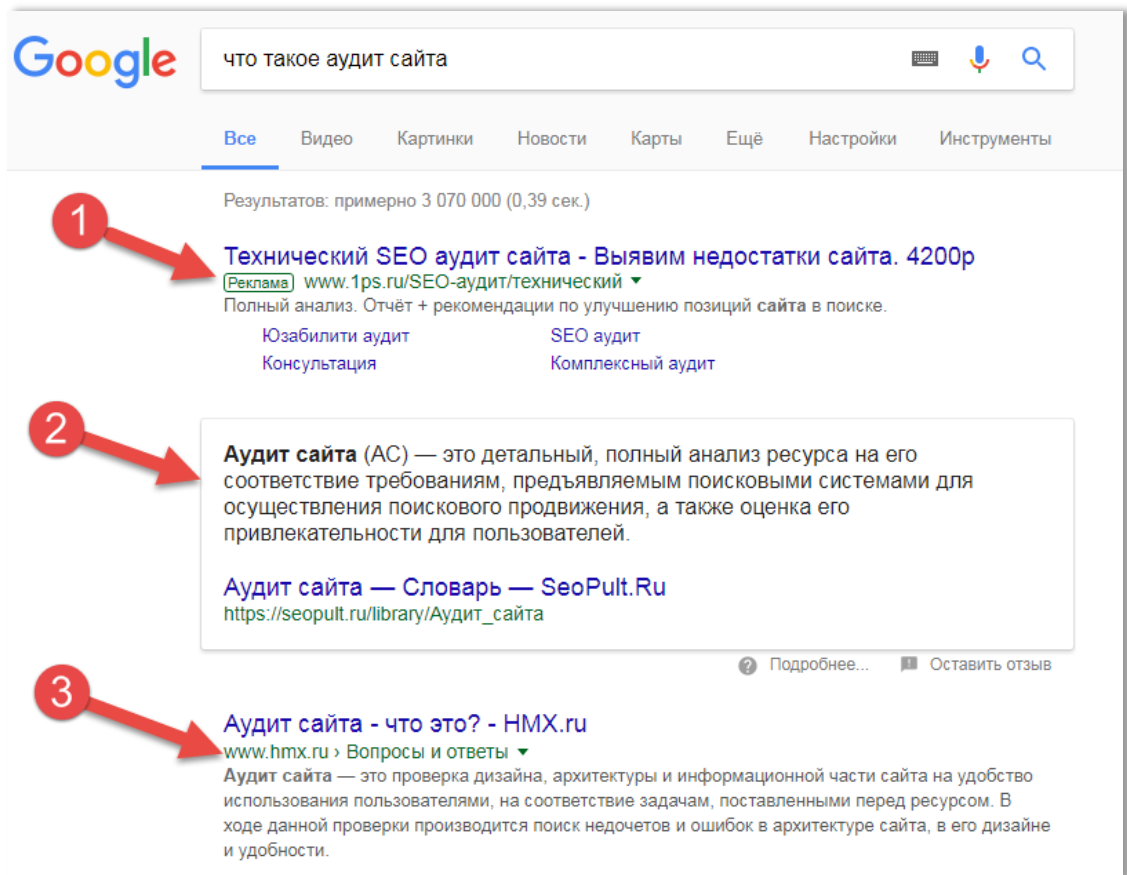 Google что такое аудит сайта
Все Видео Картинки Новости Карты Ещё Настройки Инструменты
Результатов: примерно 3 070 000 (0,39 сек.)
1
Технический SEO аудит сайта - Выявим недостатки сайта. 4200р
Реклама www.1ps.ru/SEO-аудит/технический
Полный анализ. Отчёт + рекомендации по улучшению позиций сайта в поиске.
Юзабилити аудит SEO аудит
Консультация Комплексный аудит
2
Аудит сайта (АС) — это детальный, полный анализ ресурса на его
соответствие требованиям, предъявляемым поисковыми системами для
осуществления поискового продвижения, а также оценка его
привлекательности для пользователей.
Аудит сайта — Словарь — SeoPult.Ru
https://seopult.ru/library/Аудит_сайта
Подробнее... Оставить отзыв
3
Аудит сайта - что это? - HMX.ru
www.hmx.ru › Вопросы и ответы
Аудит сайта — это проверка дизайна, архитектуры и информационной части сайта на удобство
использования пользователями, на соответствие задачам, поставленными перед ресурсом. В
ходе данной проверки производится поиск недочетов и ошибок в архитектуре сайта, в его дизайне
и удобности.